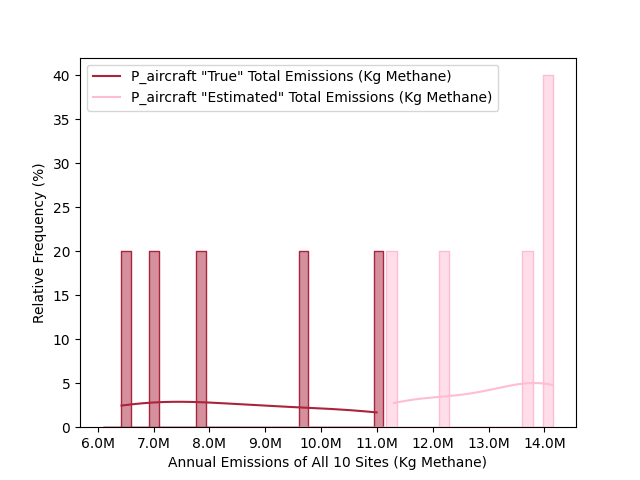 P_aircraft "True" Total Emissions (Kg Methane)
P_aircraft "Estimated" Total Emissions (Kg Methane)
40
35
30
25
20
15
10
5
0
Relative Frequency (%)
6.0M 7.0M 8.0M 9.0M 10.0M 11.0M 12.0M 13.0M 14.0M
Annual Emissions of All 10 Sites (Kg Methane)